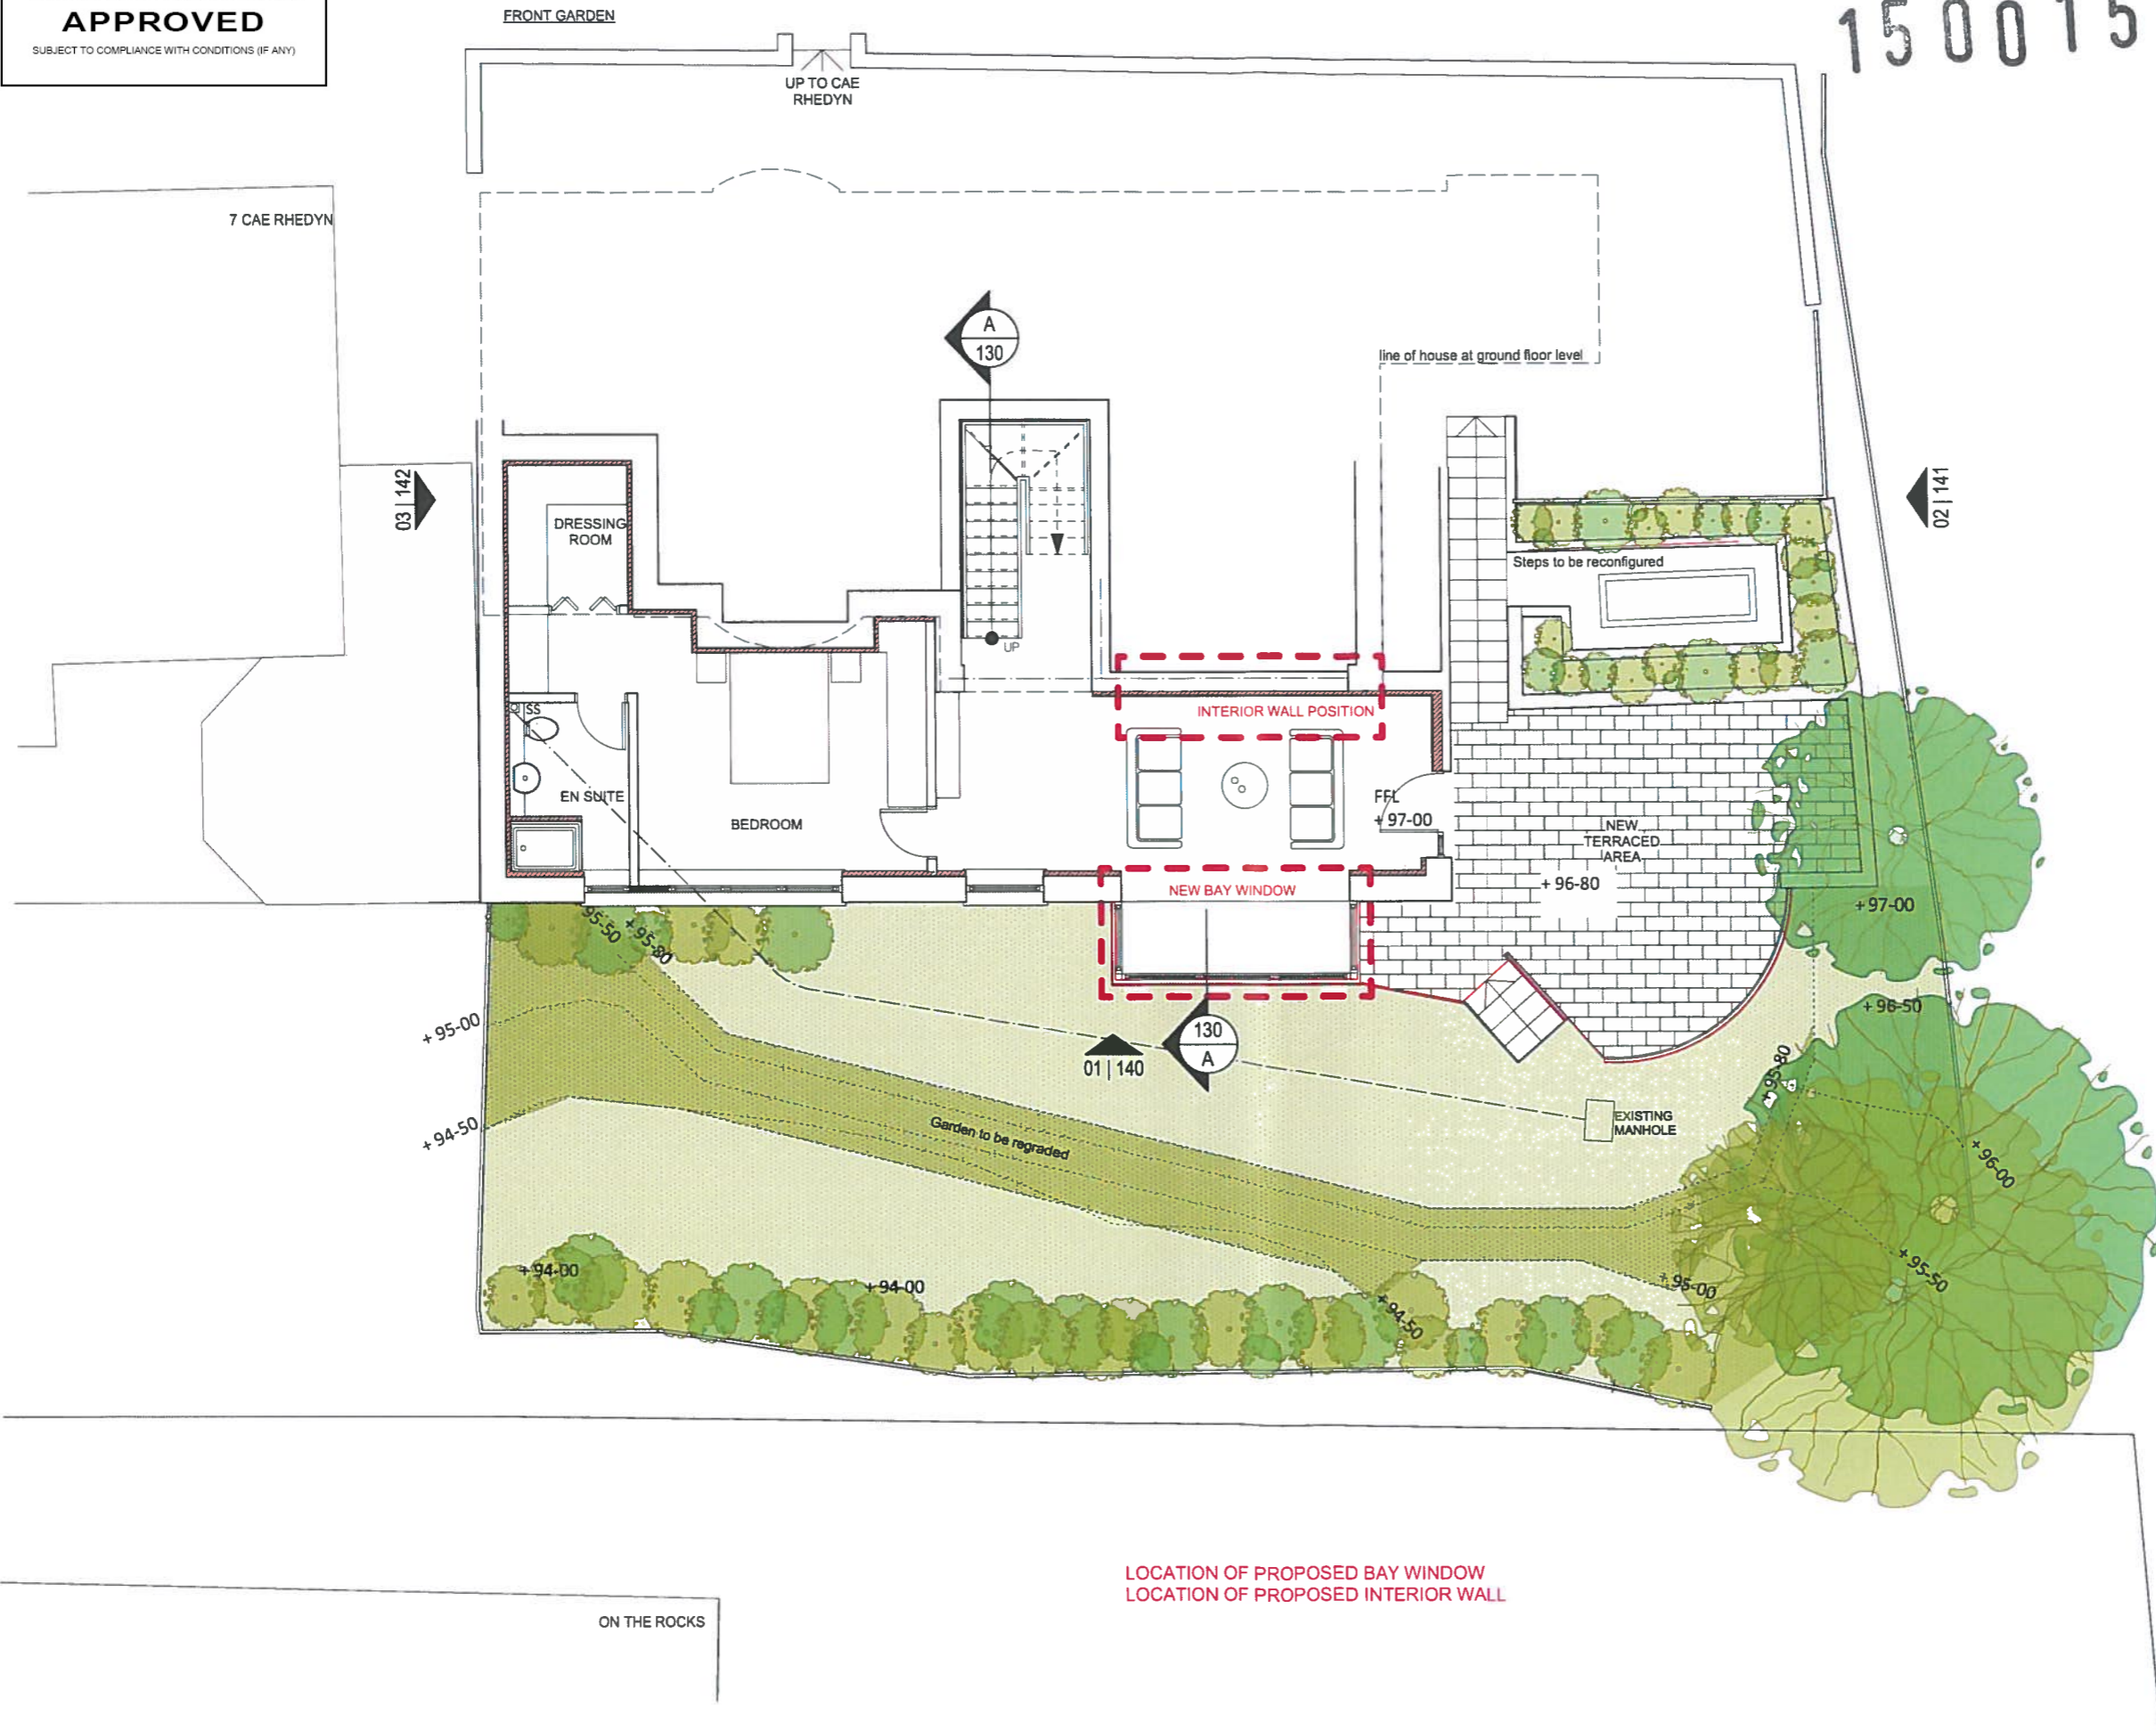 APPROVED
SUBJECT TO COMPLIANCE WITH CONDITIONS (IF ANY)
FRONT GARDEN
150015
UP TO CAE
RHEDYN
7 CAE RHEDYN
A
130
line of house at ground floor level
03 | 142
02 | 141
DRESSING
ROOM
Steps to be reconfigured
UP
INTERIOR WALL POSITION
SS
EN SUITE
BEDROOM
FFL
+ 97-00
NEW
TERRACED
AREA
+ 96-80
NEW BAY WINDOW
+ 97-00
95-50
+ 95-80
+ 95-00
+ 96-50
130
A
01 | 140
+ 95-80
EXISTING
MANHOLE
+ 94-50
Garden to be regraded
+ 96-00
+ 94-00
+ 94-00
+ 95-00
+ 95-50
+ 94-50
LOCATION OF PROPOSED BAY WINDOW
LOCATION OF PROPOSED INTERIOR WALL
ON THE ROCKS